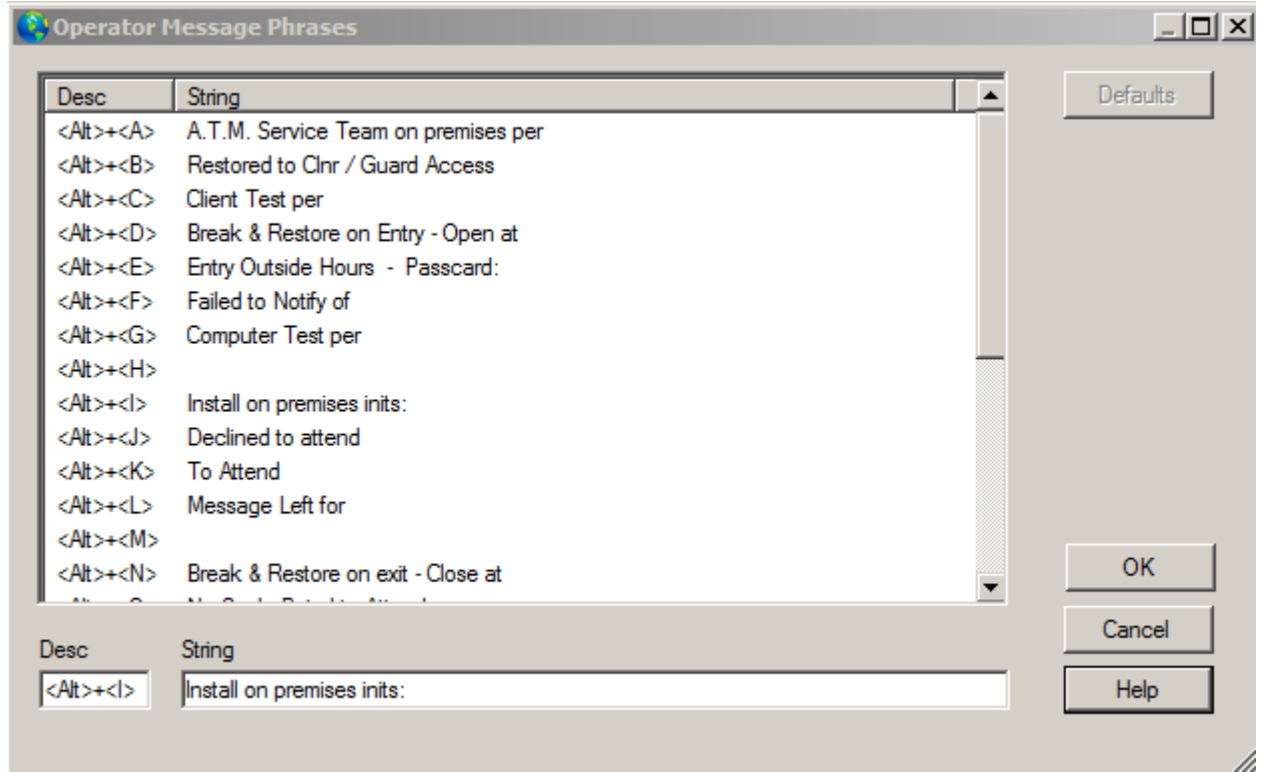 Operator Message Phrases
Desc String
Defaults
<Alt>+<A> A.T.M. Service Team on premises per
<Alt>+<B> Restored to Clnr / Guard Access
<Alt>+<C> Client Test per
<Alt>+<D> Break & Restore on Entry - Open at
<Alt>+<E> Entry Outside Hours  -  Passcard:
<Alt>+<F> Failed to Notify of
<Alt>+<G> Computer Test per
<Alt>+<H>
<Alt>+<I> Install on premises inits:
<Alt>+<J> Declined to attend
<Alt>+<K> To Attend
<Alt>+<L> Message Left for
<Alt>+<M>
<Alt>+<N> Break & Restore on exit - Close at
OK
Cancel
Desc String
<Alt>+<I> Install on premises inits:
Help